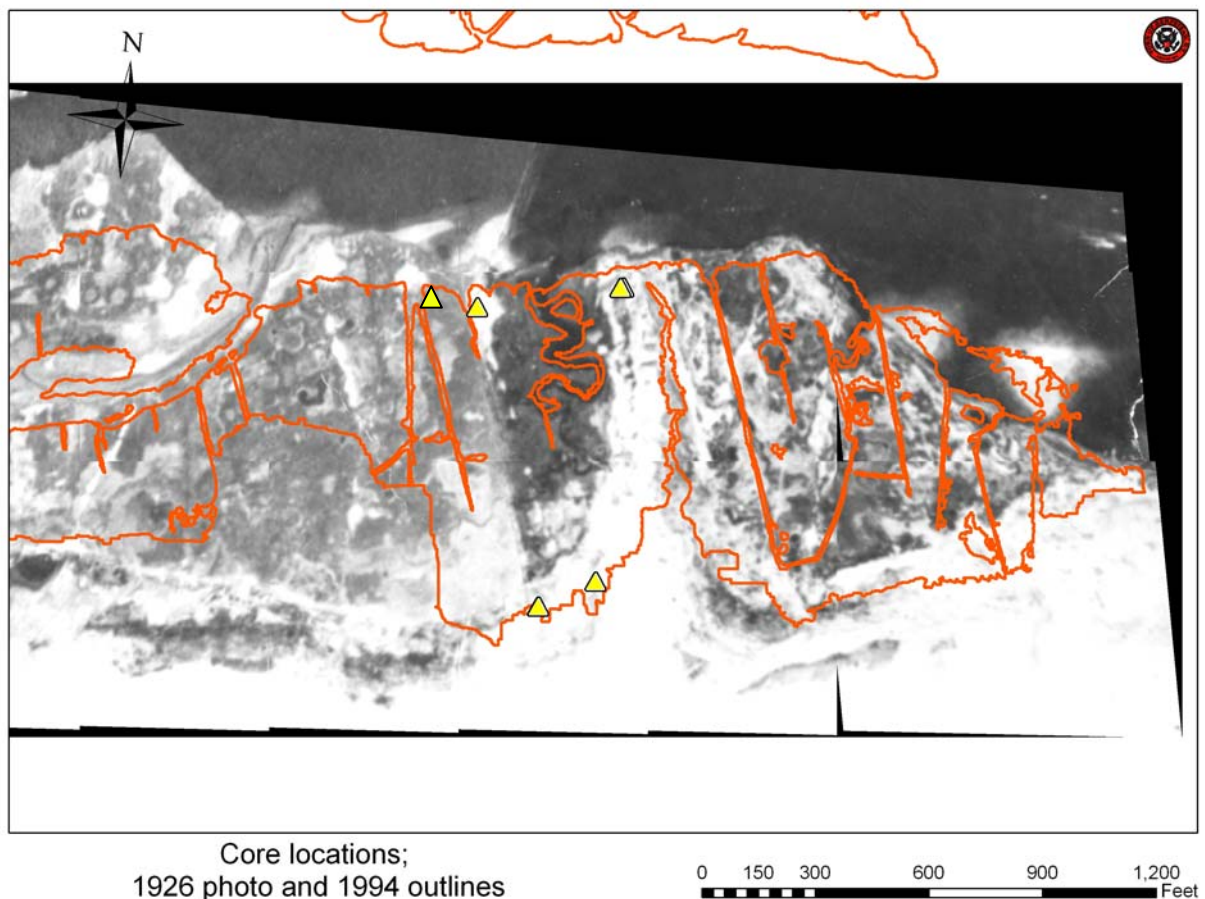 N
Core locations;
1926 photo and 1994 outlines
0 150 300 600 900 1,200
Feet